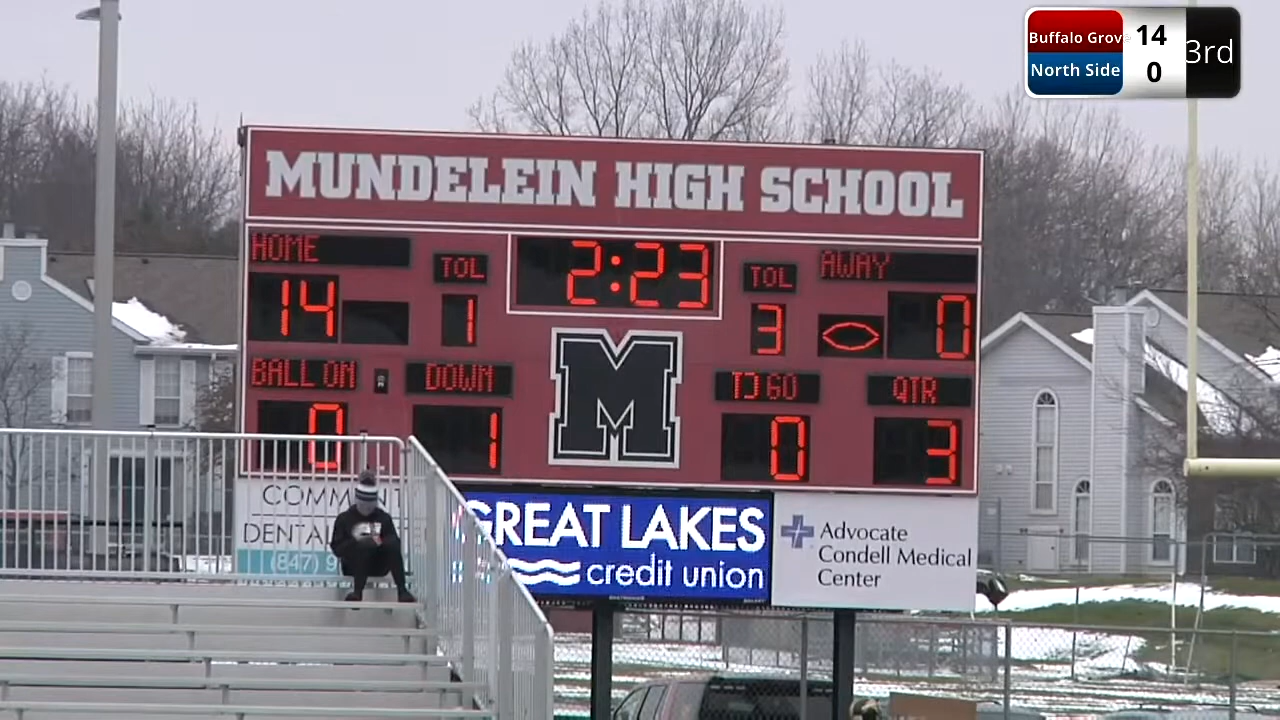 Buffalo Grove
14
3rd
North Side
0
MUNDELEIN HIGH SCHOOL
HOME
TOL
2:23
TOL
AWAY
14
1
3
0
BALL ON
DOWN
M
TO GO
QTR
0
1
0
3
DENTAL
(847) 9
GREAT LAKES
credit union
Advocate
Condell Medical
Center